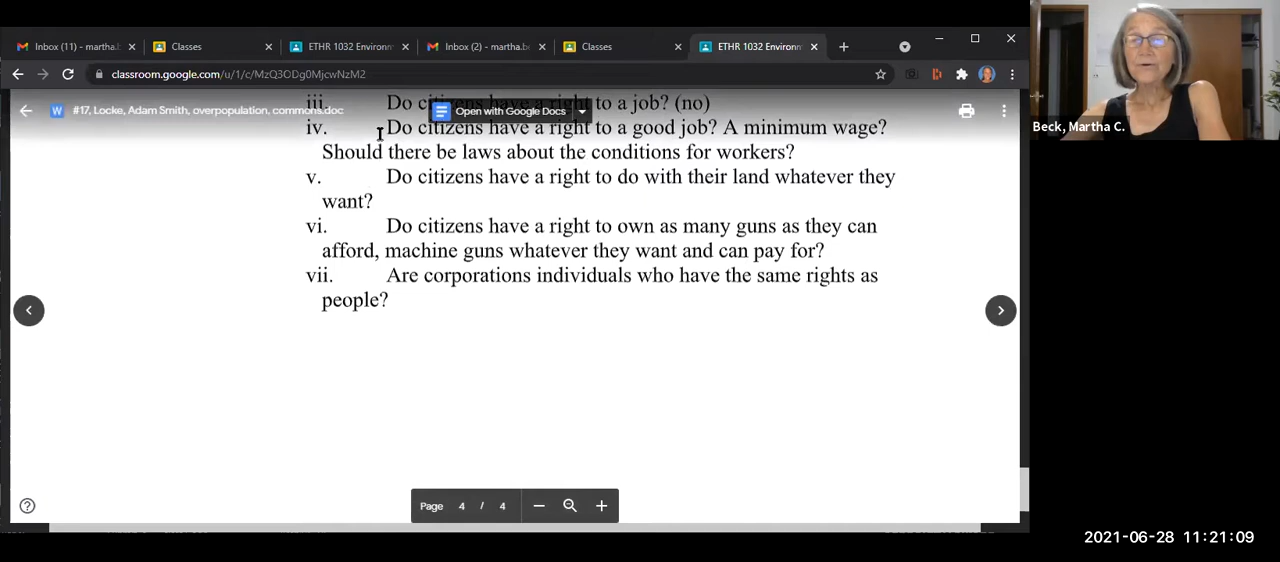 Inbox (11) - martha.b
Classes
ETHR 1032 Environm
Inbox (2) - martha.be
Classes
ETHR 1032 Environm
classroom.google.com/u/1/c/MzQ3ODg0MjcwNzM2
#17, Locke, Adam Smith, overpopulation, commons.doc
Open with Google Docs
iii. Do citizens have a right to a job? (no)
iv. Do citizens have a right to a good job? A minimum wage?
Should there be laws about the conditions for workers?
v. Do citizens have a right to do with their land whatever they
want?
vi. Do citizens have a right to own as many guns as they can
afford, machine guns whatever they want and can pay for?
vii. Are corporations individuals who have the same rights as
people?
Page 4 / 4
Beck, Martha C.
2021-06-28 11:21:09